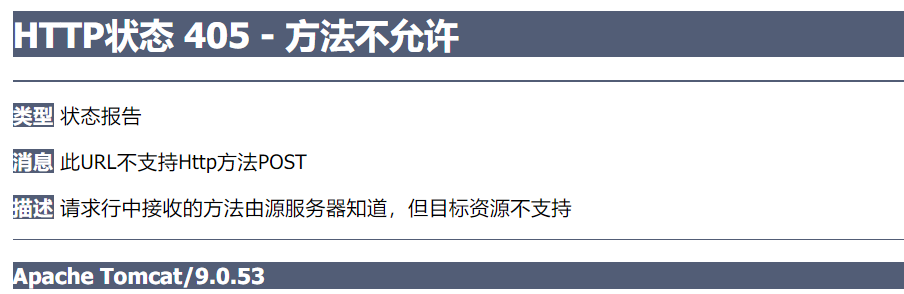 HTTP状态 405 - 方法不允许
类型 状态报告
消息 此URL不支持Http方法POST
描述 请求行中接收的方法由源服务器知道，但目标资源不支持
Apache Tomcat/9.0.53